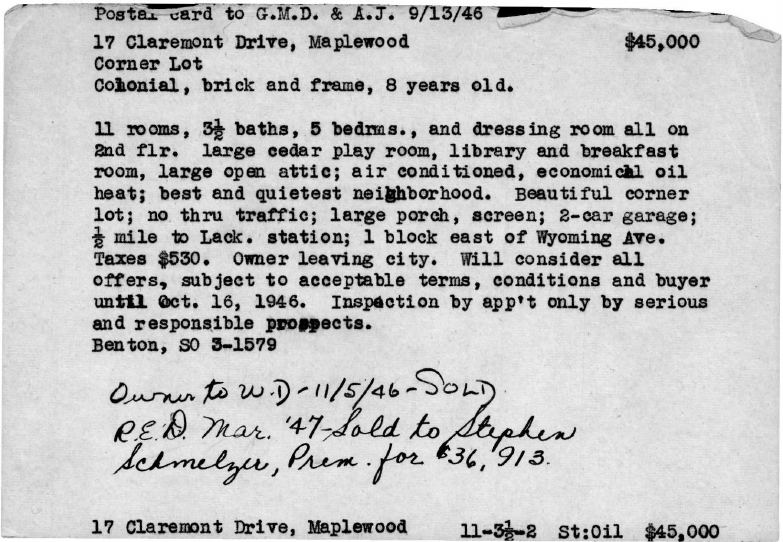 Postal card to G.M.D. & A.J. 9/13/46
17 Claremont Drive, Maplewood $45,000
Corner Lot
Colonial, brick and frame, 8 years old.
11 rooms, 3½ baths, 5 bedrms., and dressing room all on
2nd flr. large cedar play room, library and breakfast
room, large open attic; air conditioned, economical oil
heat; best and quietest neighborhood. Beautiful corner
lot; no thru traffic; large porch, screen; 2-car garage;
½ mile to Lack. station; 1 block east of Wyoming Ave.
Taxes $530. Owner leaving city. Will consider all
offers, subject to acceptable terms, conditions and buyer
until Oct. 16, 1946. Inspection by app't only by serious
and responsible prospects.
Benton, SO 3-1579
Owner to W.D - 11/5/46 - SOLD
R.E.D. Mar. '47 - Sold to Stephen
Schmelzer, Prem. for $36,913.
17 Claremont Drive, Maplewood 11-3½-2 St:Oil $45,000